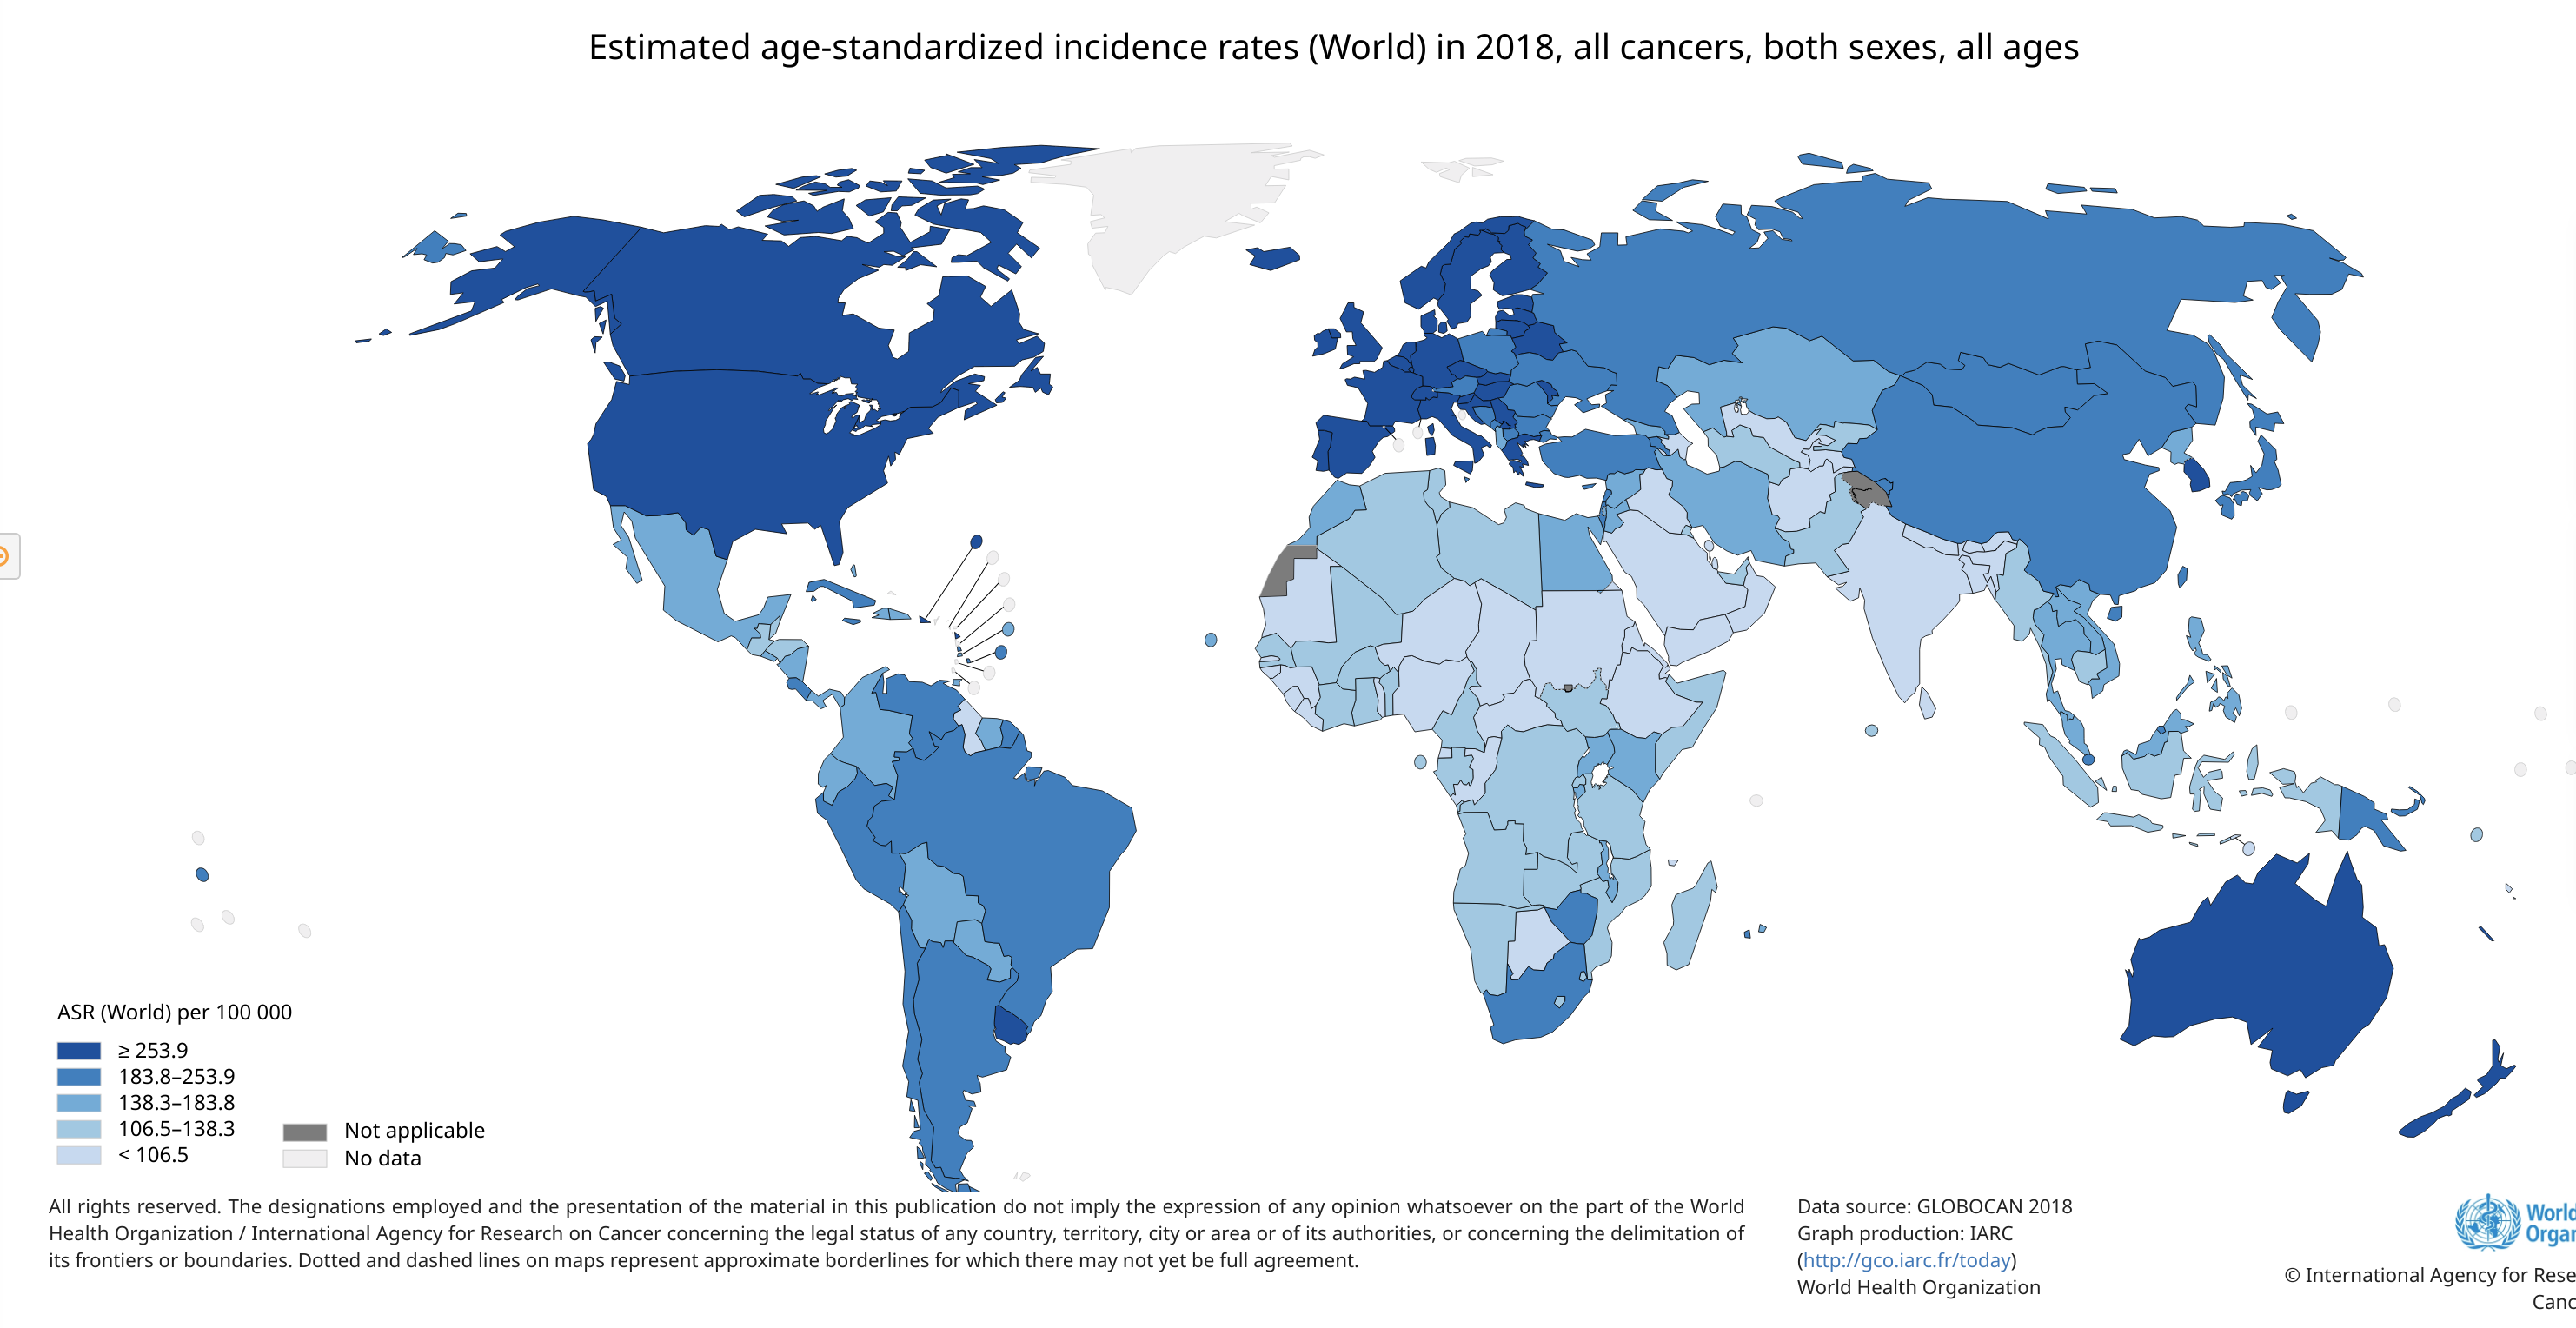 Estimated age-standardized incidence rates (World) in 2018, all cancers, both sexes, all ages
ASR (World) per 100 000
≥ 253.9
183.8–253.9
138.3–183.8
106.5–138.3
< 106.5
Not applicable
No data
All rights reserved. The designations employed and the presentation of the material in this publication do not imply the expression of any opinion whatsoever on the part of the World
Health Organization / International Agency for Research on Cancer concerning the legal status of any country, territory, city or area or of its authorities, or concerning the delimitation of
its frontiers or boundaries. Dotted and dashed lines on maps represent approximate borderlines for which there may not yet be full agreement.
Data source: GLOBOCAN 2018
Graph production: IARC
(http://gco.iarc.fr/today)
World Health Organization
World
Organ
© International Agency for Rese
Canc